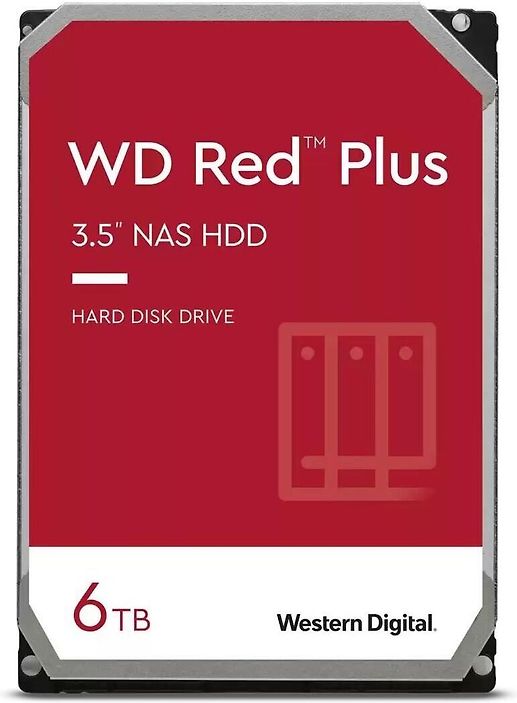 WD Red™ Plus
3.5" NAS HDD
HARD DISK DRIVE
6TB
Western Digital.